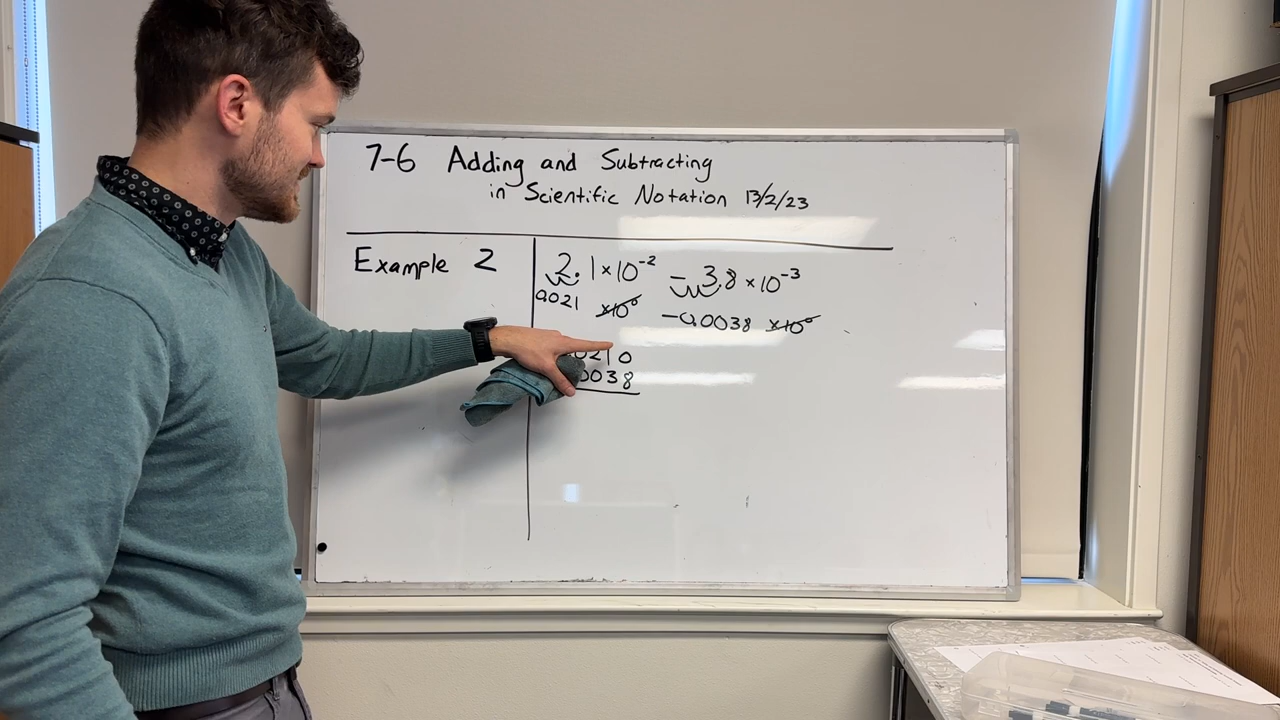 7-6 Adding and Subtracting
in Scientific Notation 13/2/23
Example 2
2.1×10⁻² - 3.8×10⁻³
0.021 ×10⁰ -0.0038 ×10⁰
0210
0038